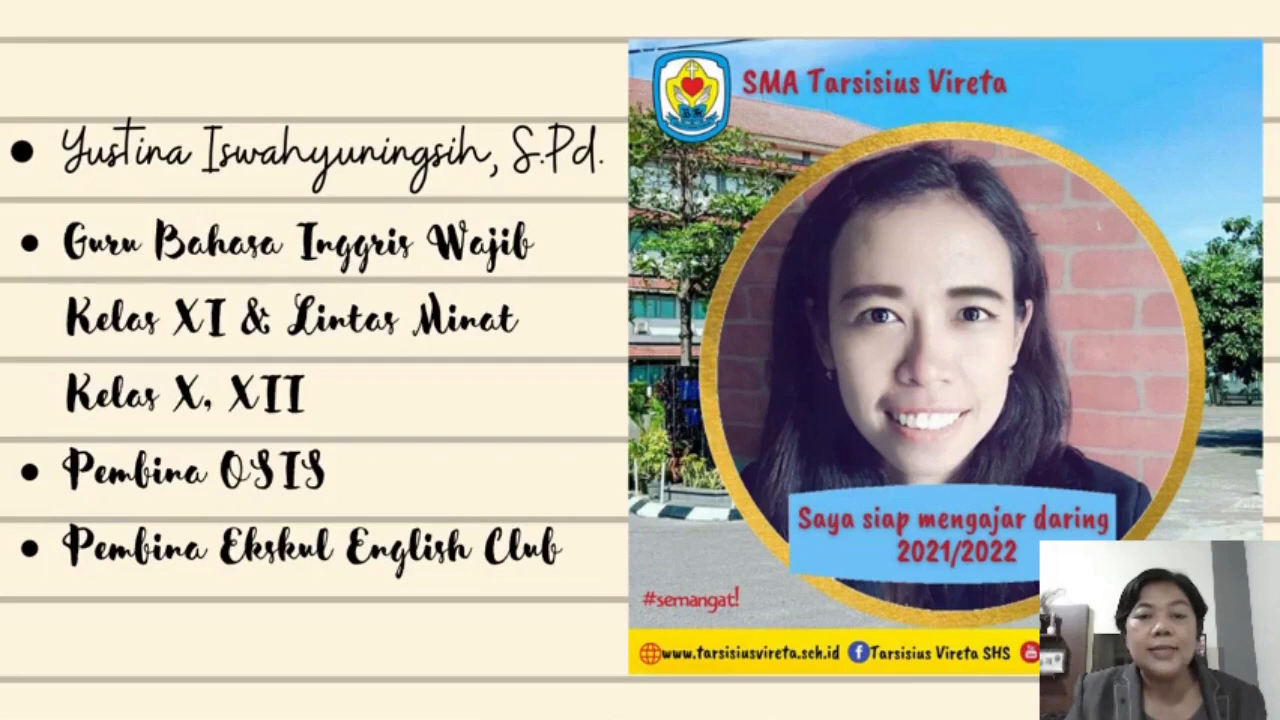 Yustina Iswahyuningsih, S.Pd.
Guru Bahasa Inggris Wajib
Kelas XI & Lintas Minat
Kelas X, XII
Pembina OSIS
Pembina Ekskul English Club
SMA Tarsisius Vireta
Saya siap mengajar daring
2021/2022
#semangat!
www.tarsisiusvireta.sch.id Tarsisius Vireta SHS